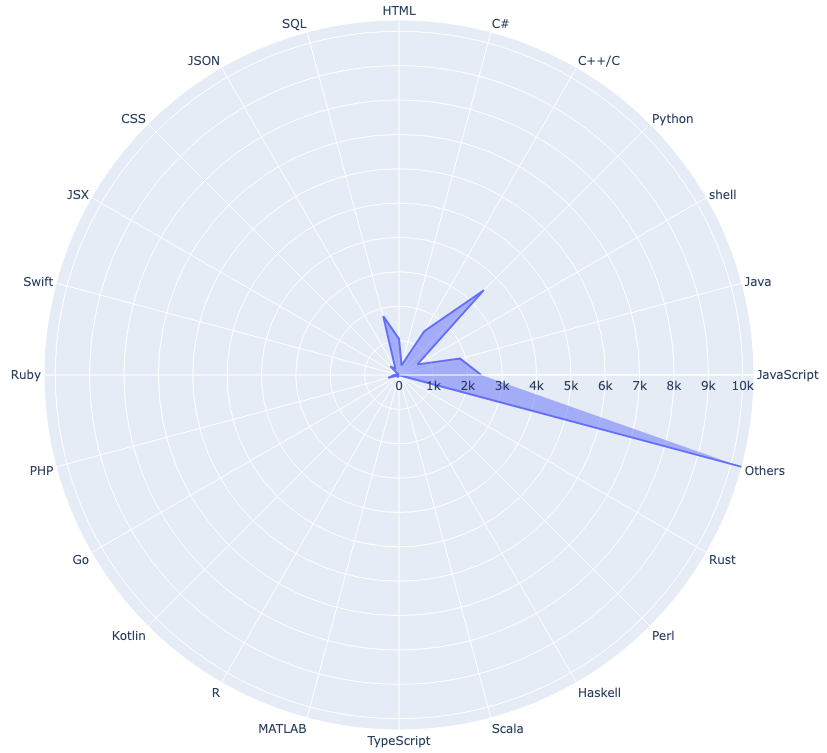 HTML
SQL
C#
JSON
C++/C
CSS
Python
JSX
shell
Swift
Java
Ruby
0 1k 2k 3k 4k 5k 6k 7k 8k 9k 10k
JavaScript
PHP
Others
Go
Rust
Kotlin
Perl
R
Haskell
MATLAB
Scala
TypeScript